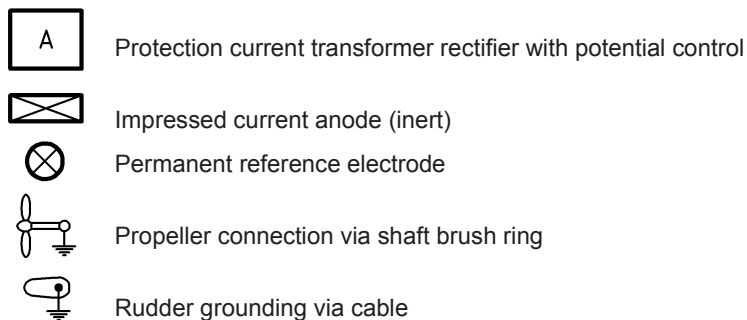 A
Protection current transformer rectifier with potential control
Impressed current anode (inert)
Permanent reference electrode
Propeller connection via shaft brush ring
Rudder grounding via cable